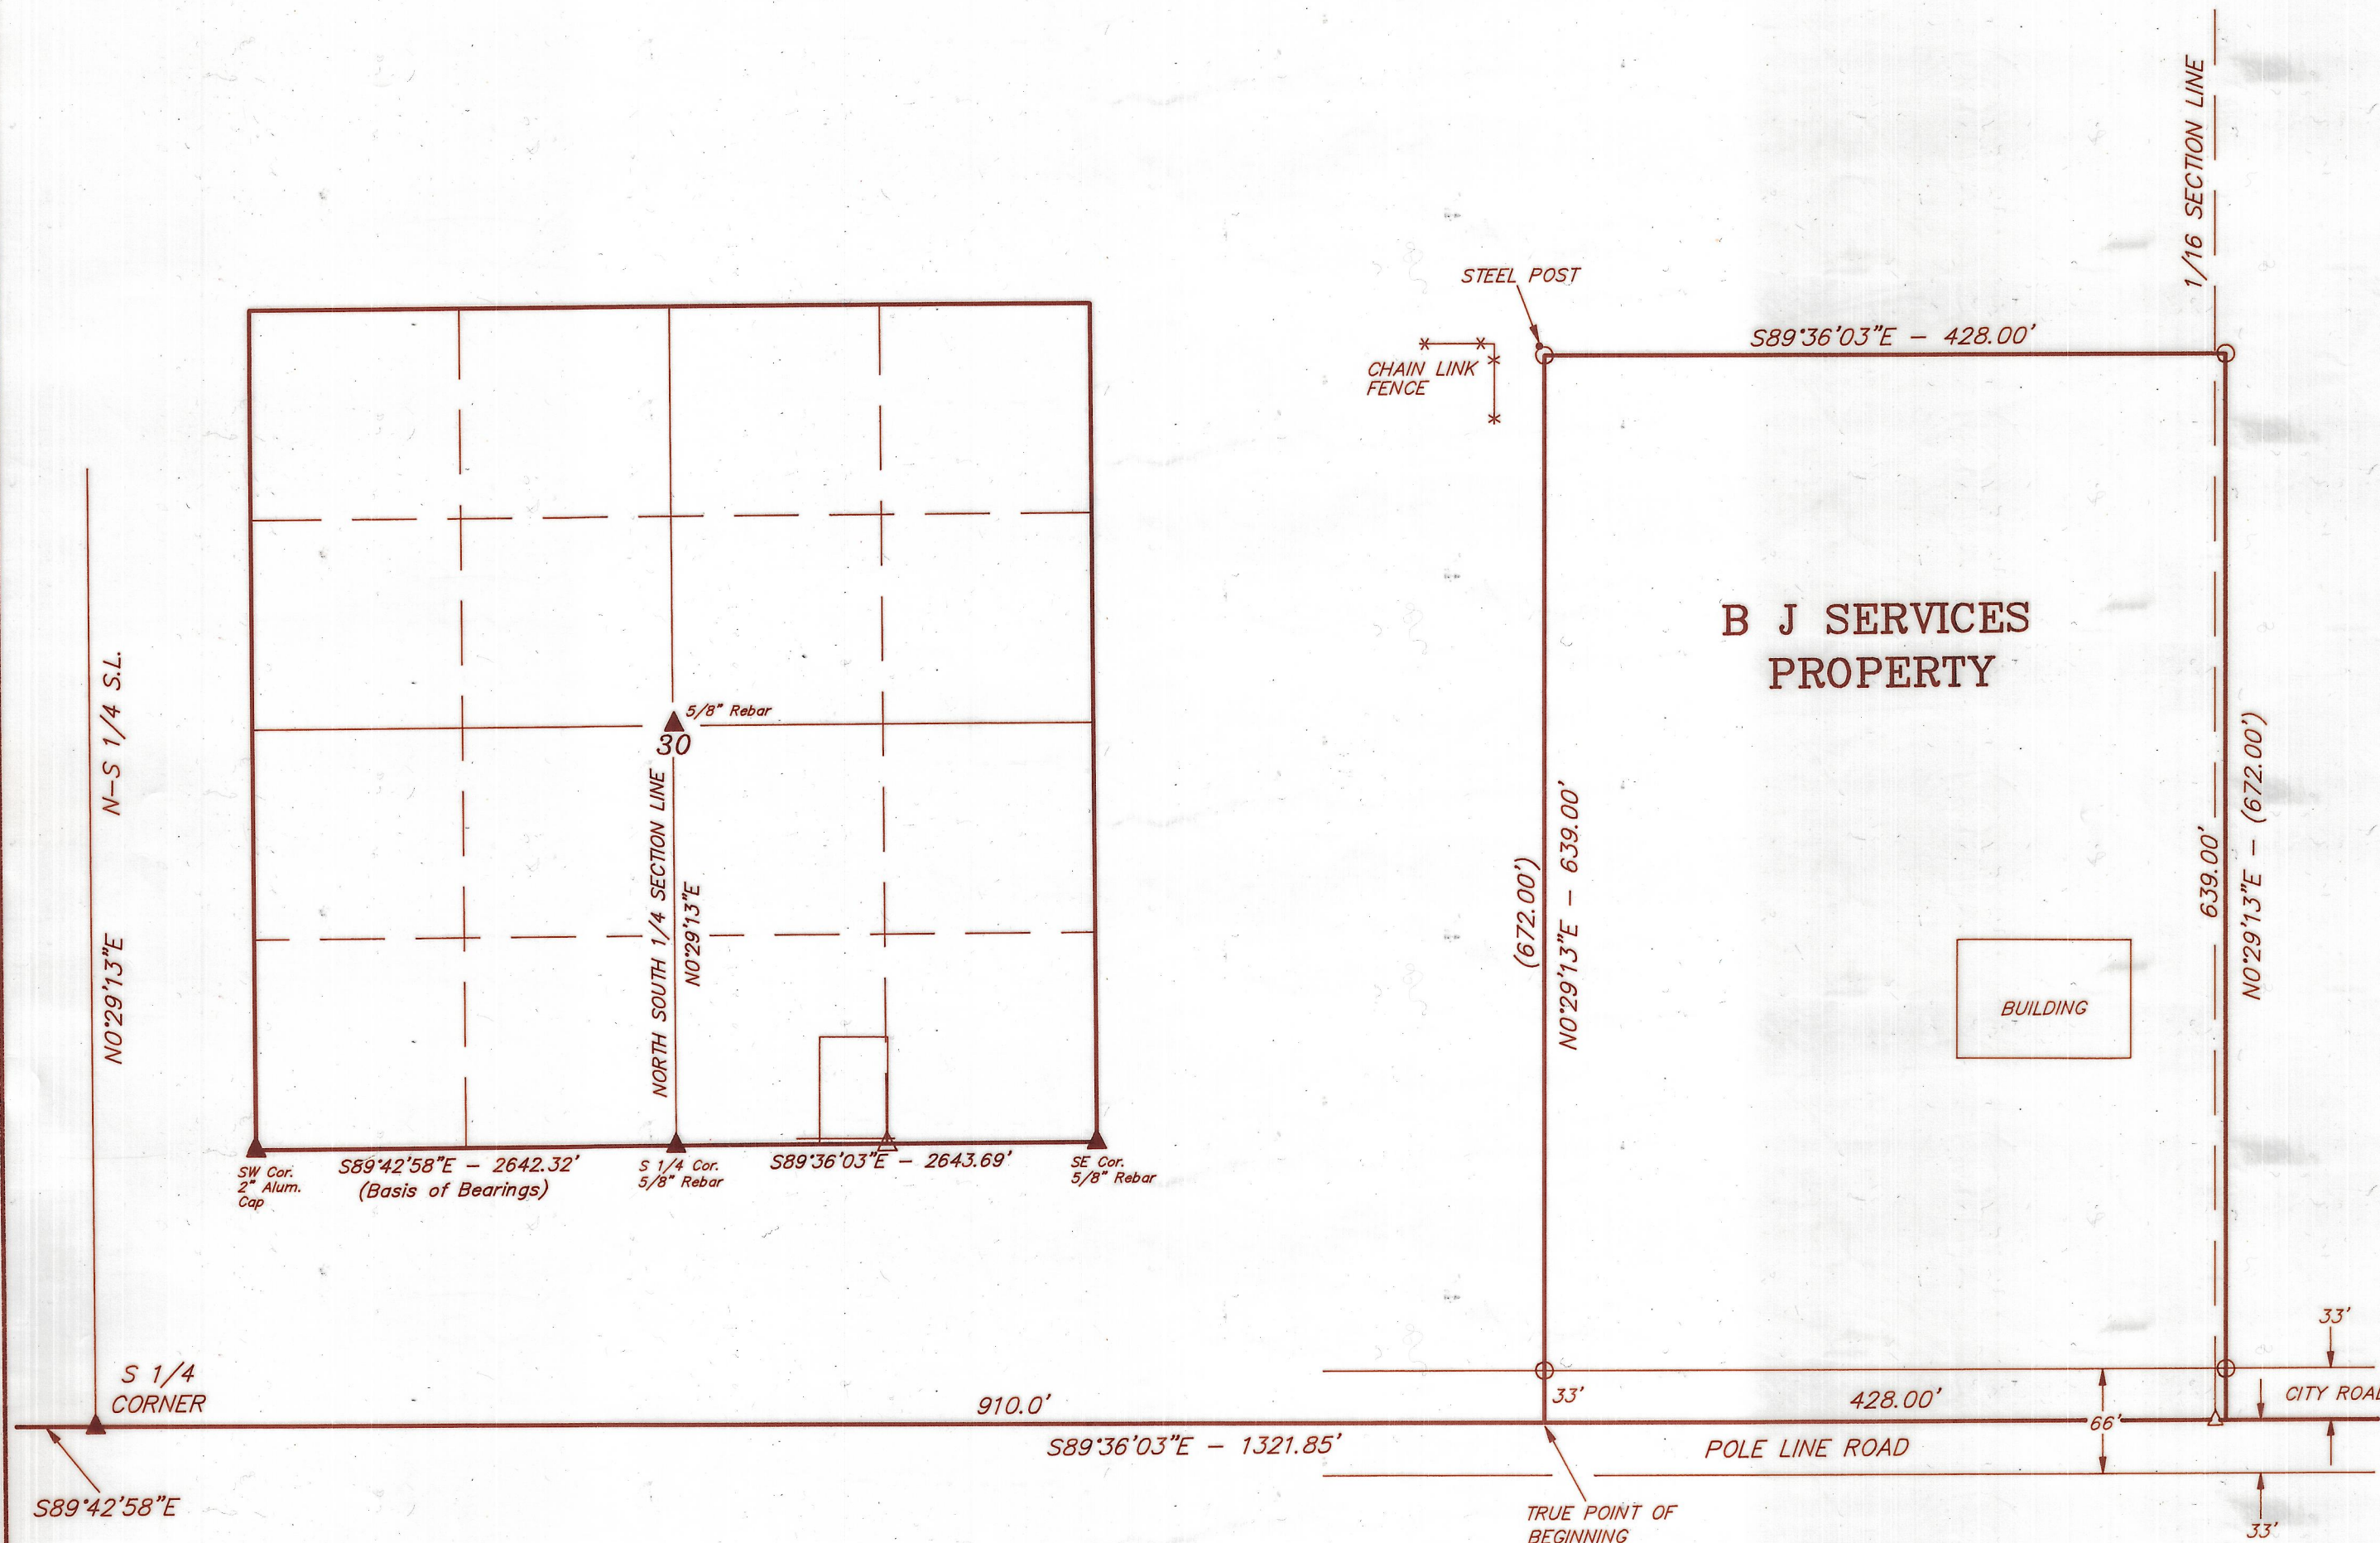 1/16 SECTION LINE
STEEL POST
S89°36'03"E – 428.00'
CHAIN LINK
FENCE
B J SERVICES
PROPERTY
N–S 1/4 S.L.
N0°29'13"E
5/8" Rebar
30
NORTH SOUTH 1/4 SECTION LINE
N0°29'13"E
(672.00')
N0°29'13"E – 639.00'
639.00'
N0°29'13"E – (672.00')
BUILDING
SW Cor.
2" Alum.
Cap
S89°42'58"E – 2642.32'
(Basis of Bearings)
S 1/4 Cor.
5/8" Rebar
S89°36'03"E – 2643.69'
SE Cor.
5/8" Rebar
33'
S 1/4
CORNER
910.0'
33'
428.00'
66'
CITY ROAD
S89°36'03"E – 1321.85'
POLE LINE ROAD
S89°42'58"E
TRUE POINT OF
BEGINNING
33'